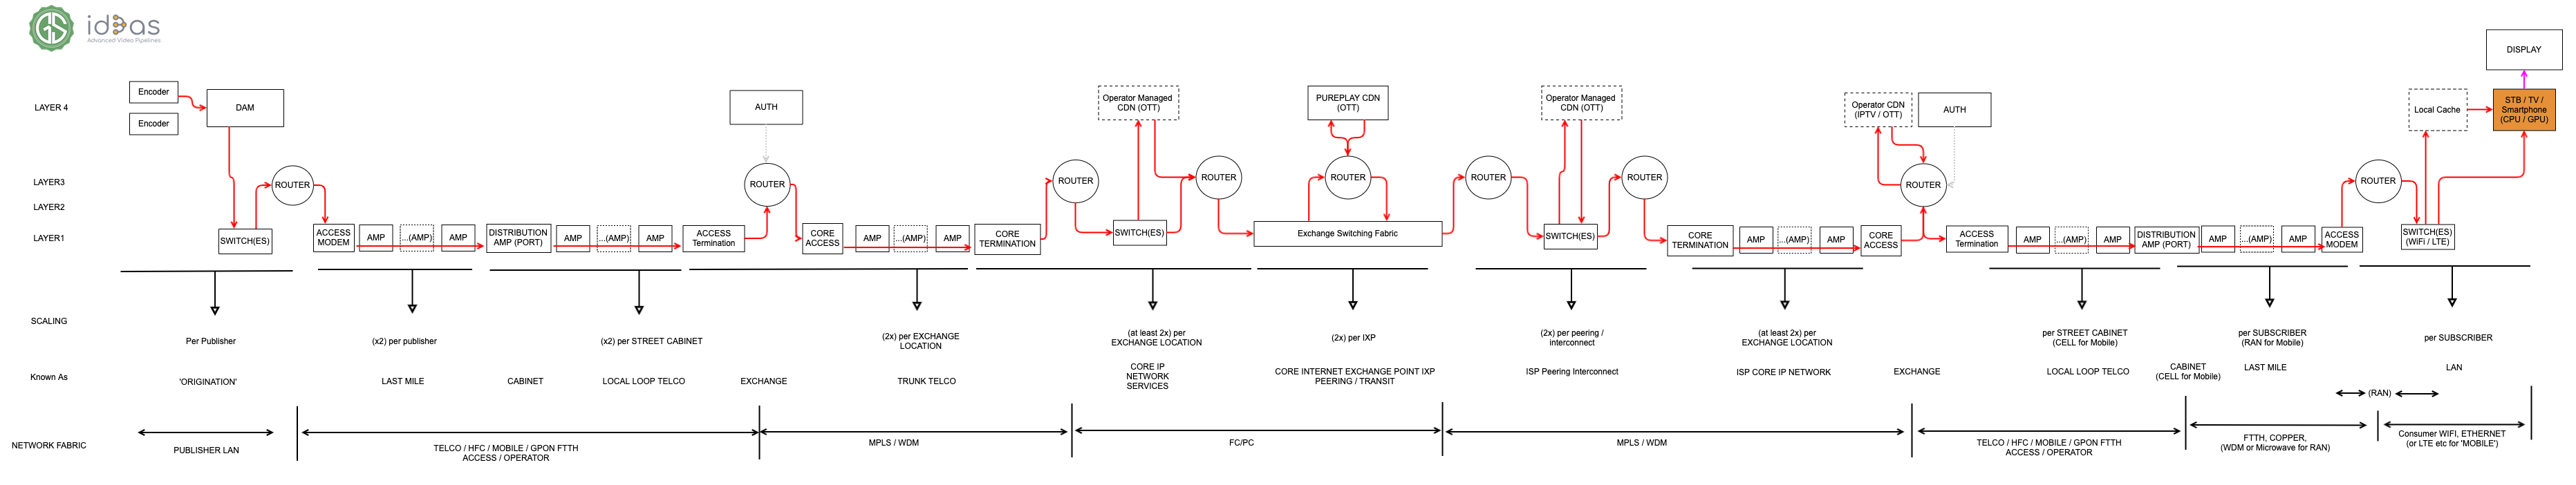 GS
ideas
Advanced Video Pipelines
DISPLAY
LAYER 4
Encoder
Encoder
DAM
AUTH
Operator Managed
CDN (OTT)
PUREPLAY CDN
(OTT)
Operator Managed
CDN (OTT)
Operator CDN
(IPTV / OTT)
AUTH
Local Cache
STB / TV /
Smartphone
(CPU / GPU)
LAYER3
ROUTER
ROUTER
ROUTER
ROUTER
ROUTER
ROUTER
ROUTER
ROUTER
ROUTER
LAYER2
LAYER1
SWITCH(ES)
ACCESS
MODEM
AMP
...(AMP)
AMP
DISTRIBUTION
AMP (PORT)
AMP
...(AMP)
AMP
ACCESS
Termination
CORE
ACCESS
AMP
...(AMP)
AMP
CORE
TERMINATION
SWITCH(ES)
Exchange Switching Fabric
SWITCH(ES)
CORE
TERMINATION
AMP
...(AMP)
AMP
CORE
ACCESS
ACCESS
Termination
AMP
...(AMP)
AMP
DISTRIBUTION
AMP (PORT)
AMP
...(AMP)
AMP
ACCESS
MODEM
SWITCH(ES)
(WiFi / LTE)
SCALING
Per Publisher
(x2) per publisher
(x2) per STREET CABINET
(2x) per EXCHANGE
LOCATION
(at least 2x) per
EXCHANGE LOCATION
(2x) per IXP
(2x) per peering /
interconnect
(at least 2x) per
EXCHANGE LOCATION
per STREET CABINET
(CELL for Mobile)
per SUBSCRIBER
(RAN for Mobile)
per SUBSCRIBER
Known As
'ORIGINATION'
LAST MILE
CABINET
LOCAL LOOP TELCO
EXCHANGE
TRUNK TELCO
CORE IP
NETWORK
SERVICES
CORE INTERNET EXCHANGE POINT IXP
PEERING / TRANSIT
ISP Peering Interconnect
ISP CORE IP NETWORK
EXCHANGE
LOCAL LOOP TELCO
CABINET
(CELL for Mobile)
LAST MILE
LAN
(RAN)
NETWORK FABRIC
PUBLISHER LAN
TELCO / HFC / MOBILE / GPON FTTH
ACCESS / OPERATOR
MPLS / WDM
FC/PC
MPLS / WDM
TELCO / HFC / MOBILE / GPON FTTH
ACCESS / OPERATOR
FTTH, COPPER,
(WDM or Microwave for RAN)
Consumer WIFI, ETHERNET
(or LTE etc for 'MOBILE')